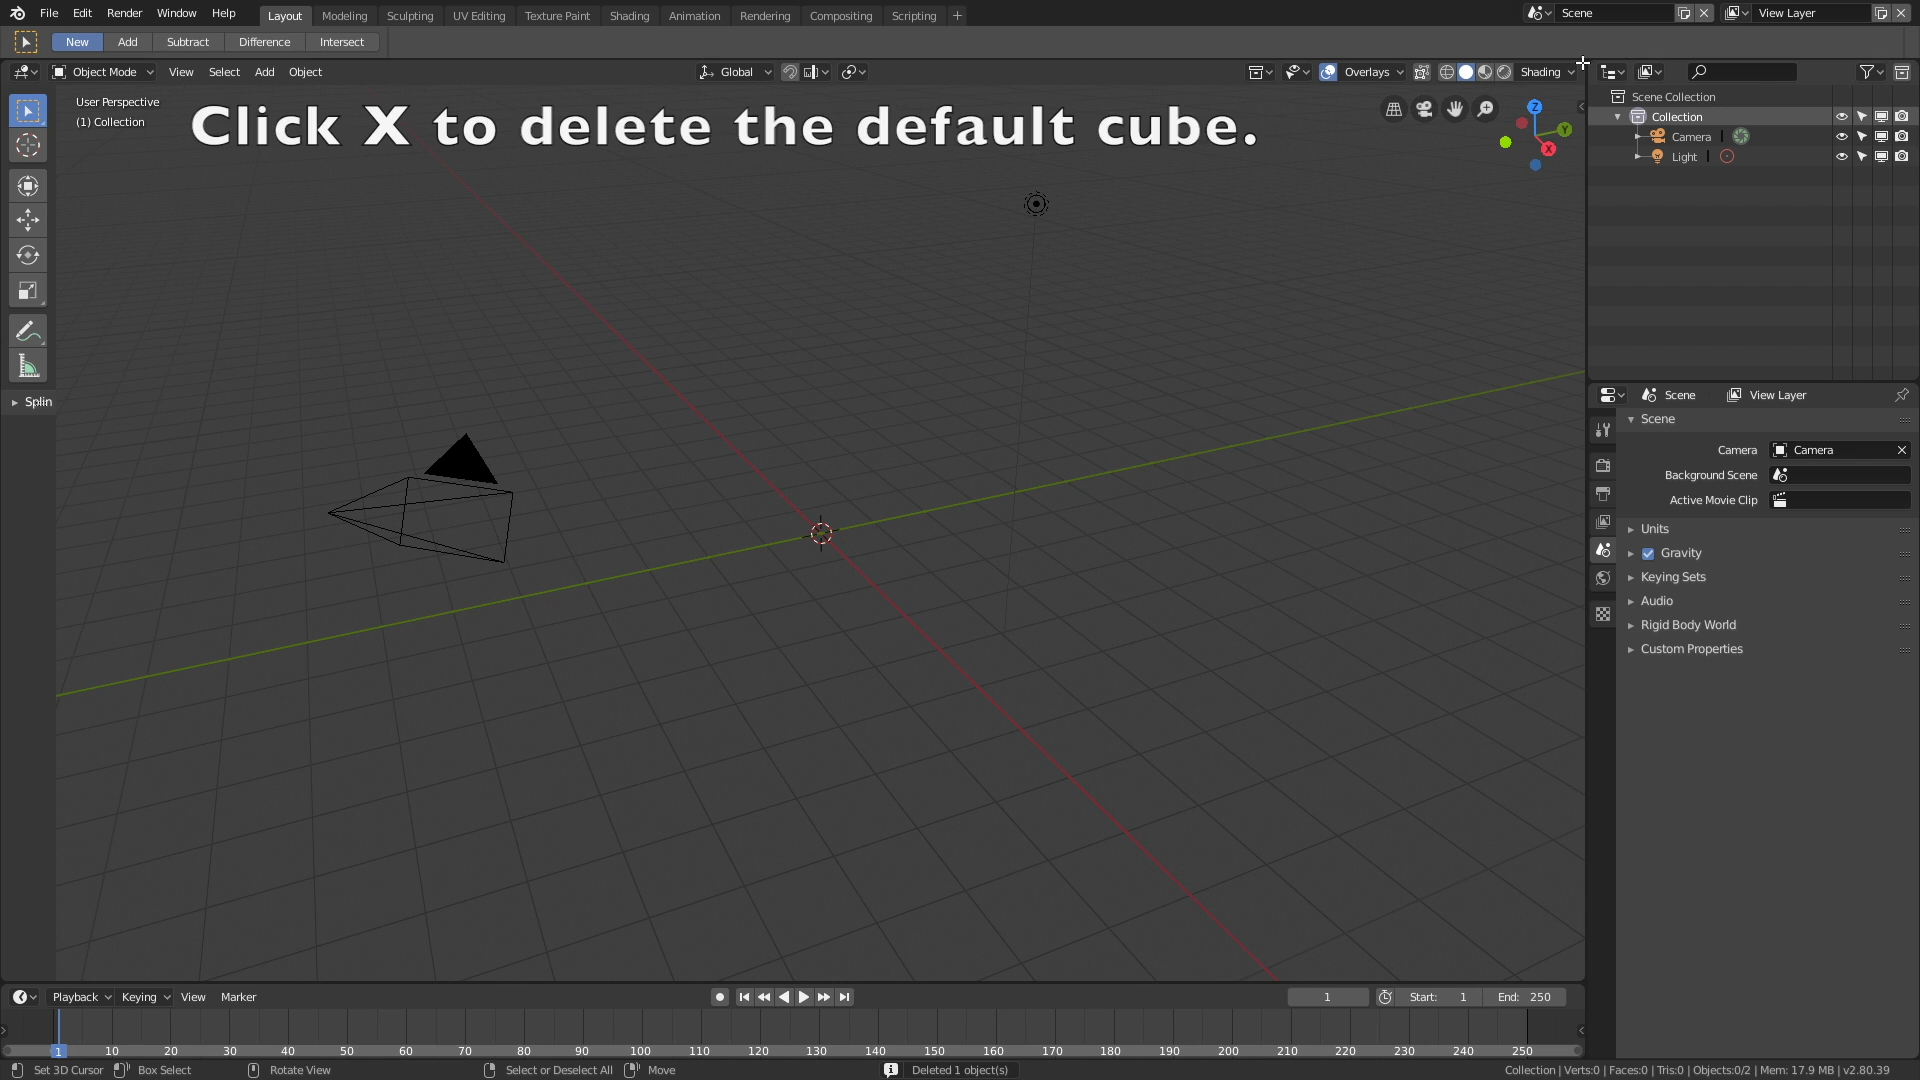 File Edit Render Window Help Layout Modeling Sculpting UV Editing Texture Paint Shading Animation Rendering Compositing Scripting + Scene View Layer
New Add Subtract Difference Intersect
Object Mode View Select Add Object Global Overlays Shading
User Perspective
(1) Collection
Click X to delete the default cube.
Z
Y
X
Splin
Scene Collection
Collection
Camera
Light
Scene View Layer
Scene
Camera Camera
Background Scene
Active Movie Clip
Units
Gravity
Keying Sets
Audio
Rigid Body World
Custom Properties
Playback Keying View Marker 1 Start: 1 End: 250
1 10 20 30 40 50 60 70 80 90 100 110 120 130 140 150 160 170 180 190 200 210 220 230 240 250
Set 3D Cursor Box Select Rotate View Select or Deselect All Move Deleted 1 object(s) Collection | Verts:0 | Faces:0 | Tris:0 | Objects:0/2 | Mem: 17.9 MB | v2.80.39